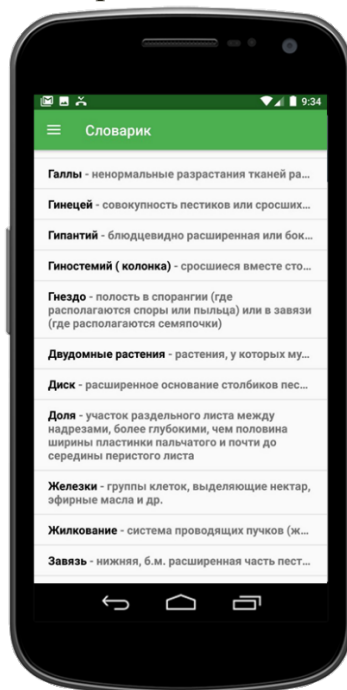 9:34
Словарик
Галлы - ненормальные разрастания тканей ра...
Гинецей - совокупность пестиков или сросших...
Гипантий - блюдцевидно расширенная или бок...
Гиностемий ( колонка) - сросшиеся вместе сто...
Гнездо - полость в спорангии (где
располагаются споры или пыльца) или в завязи
(где располагаются семяпочки)
Двудомные растения - растения, у которых му...
Диск - расширенное основание столбиков пес...
Доля - участок раздельного листа между
надрезами, более глубокими, чем половина
ширины пластинки пальчатого и почти до
середины перистого листа
Железки - группы клеток, выделяющие нектар,
эфирные масла и др.
Жилкование - система проводящих пучков (ж...
Завязь - нижняя, б.м. расширенная часть пест...